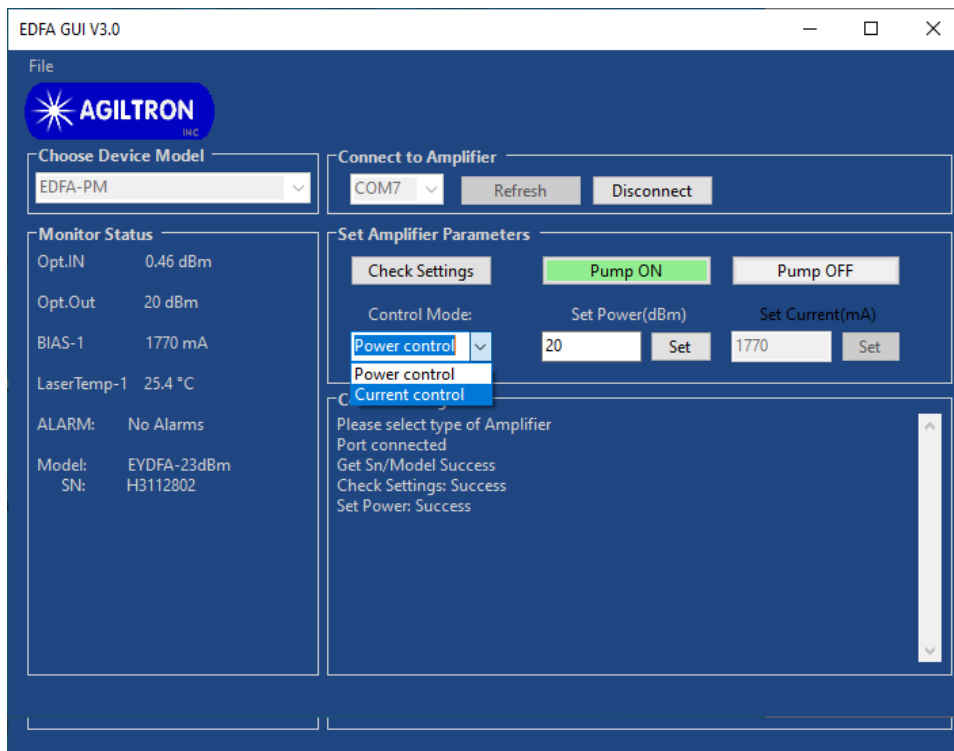 EDFA GUI V3.0
File
AGILTRON
INC
Choose Device Model
EDFA-PM
Connect to Amplifier
COM7
Refresh
Disconnect
Monitor Status
Opt.IN 0.46 dBm
Opt.Out 20 dBm
BIAS-1 1770 mA
LaserTemp-1 25.4 °C
ALARM: No Alarms
Model: EYDFA-23dBm
SN: H3112802
Set Amplifier Parameters
Check Settings
Pump ON
Pump OFF
Control Mode:
Set Power(dBm)
Set Current(mA)
Power control
20
Set
1770
Set
Power control
Current control
Please select type of Amplifier
Port connected
Get Sn/Model Success
Check Settings: Success
Set Power: Success